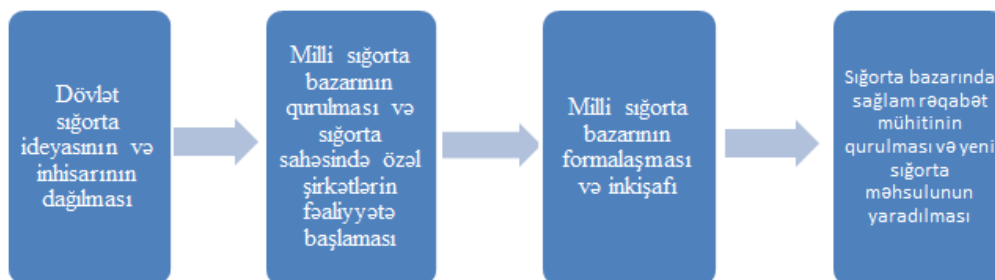 Dövlət
sığorta
ideyasının və
inhisarının
dağılması
Milli sığorta
bazarının
qurulması və
sığorta
sahəsində özəl
şirkətlərin
fəaliyyətə
başlaması
Milli sığorta
bazarının
formalaşması
və inkişafı
Sığorta bazarında
sağlam rəqabət
mühitinin
qurulması və yeni
sığorta
məhsulunun
yaradılması